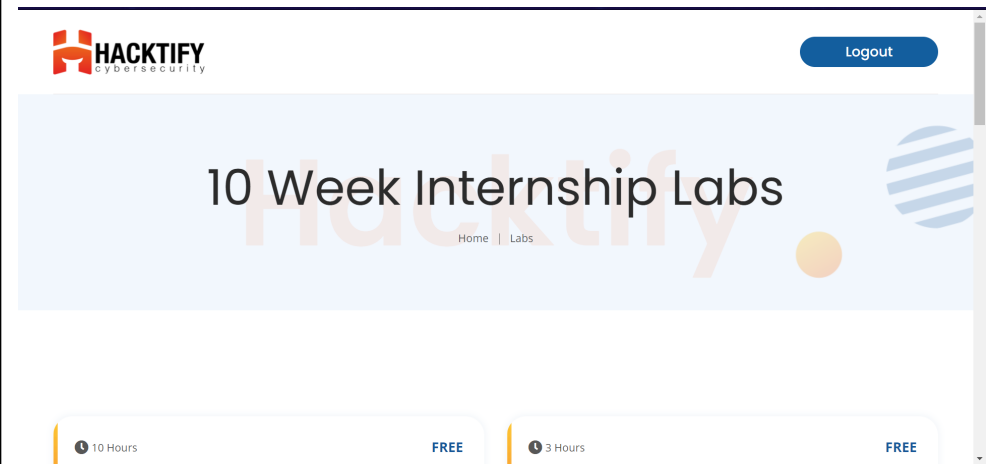 HACKTIFY
cybersecurity
Logout
Hacktify
10 Week Internship Labs
Home | Labs
10 Hours
FREE
3 Hours
FREE